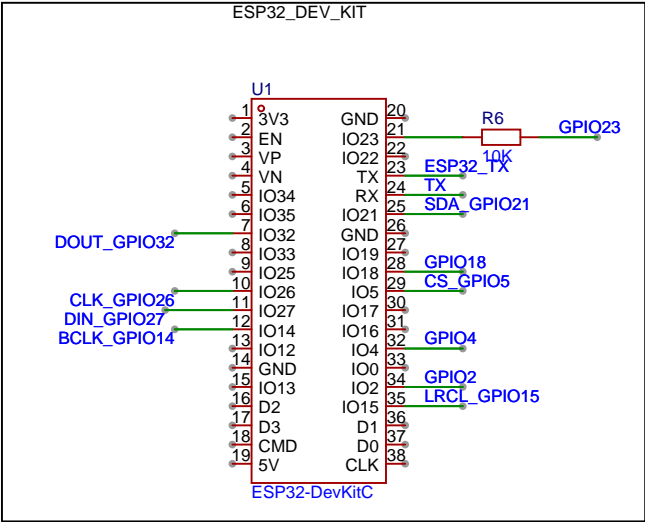 ESP32_DEV_KIT
U1
1 3V3 GND 20
2 EN IO23 21 R6 10K GPIO23
3 VP IO22 22
4 VN TX 23 ESP32_TX
5 IO34 RX 24 TX
6 IO35 IO21 25 SDA_GPIO21
DOUT_GPIO32 7 IO32 GND 26
8 IO33 IO19 27
9 IO25 IO18 28 GPIO18
CLK_GPIO26 10 IO26 IO5 29 CS_GPIO5
DIN_GPIO27 11 IO27 IO17 30
BCLK_GPIO14 12 IO14 IO16 31
13 IO12 IO4 32 GPIO4
14 GND IO0 33
15 IO13 IO2 34 GPIO2
16 D2 IO15 35 LRCL_GPIO15
17 D3 D1 36
18 CMD D0 37
19 5V CLK 38
ESP32-DevKitC